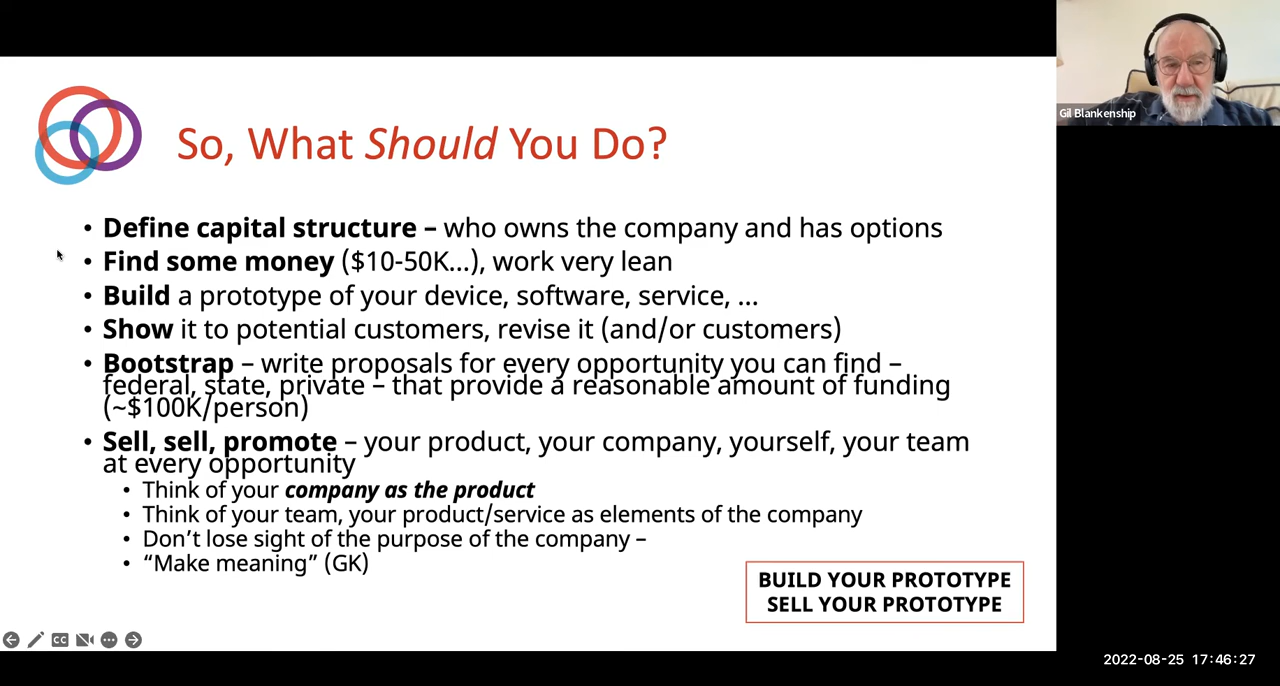 So, What Should You Do?
• Define capital structure – who owns the company and has options
• Find some money ($10-50K...), work very lean
• Build a prototype of your device, software, service, ...
• Show it to potential customers, revise it (and/or customers)
• Bootstrap – write proposals for every opportunity you can find –
federal, state, private – that provide a reasonable amount of funding
(~$100K/person)
• Sell, sell, promote – your product, your company, yourself, your team
at every opportunity
• Think of your company as the product
• Think of your team, your product/service as elements of the company
• Don’t lose sight of the purpose of the company –
• “Make meaning” (GK)
BUILD YOUR PROTOTYPE
SELL YOUR PROTOTYPE
CC
Gil Blankenship
2022-08-25 17:46:27